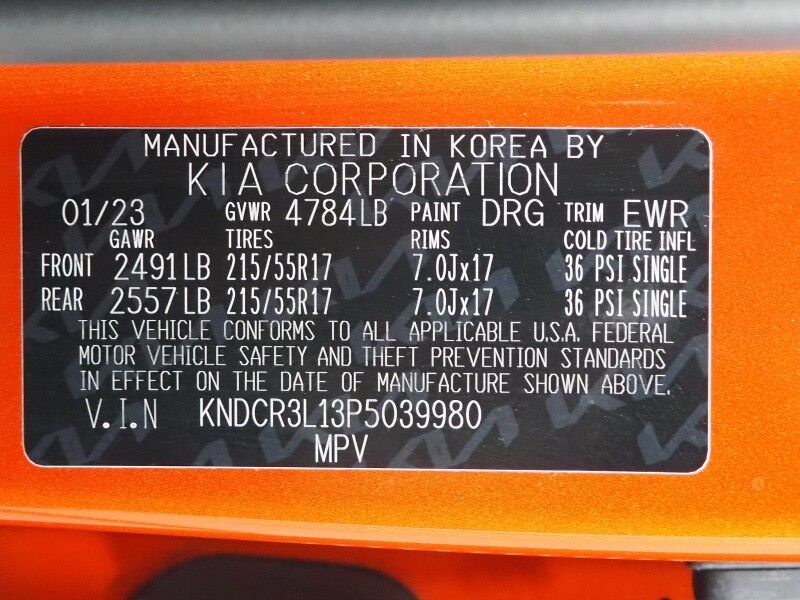 MANUFACTURED IN KOREA BY
KIA CORPORATION
01/23 GVWR 4784LB PAINT DRG TRIM EWR
GAWR TIRES RIMS COLD TIRE INFL
FRONT 2491LB 215/55R17 7.0Jx17 36 PSI SINGLE
REAR 2557LB 215/55R17 7.0Jx17 36 PSI SINGLE
THIS VEHICLE CONFORMS TO ALL APPLICABLE U.S.A. FEDERAL
MOTOR VEHICLE SAFETY AND THEFT PREVENTION STANDARDS
IN EFFECT ON THE DATE OF MANUFACTURE SHOWN ABOVE.
V.I.N KNDCR3L13P5039980
MPV